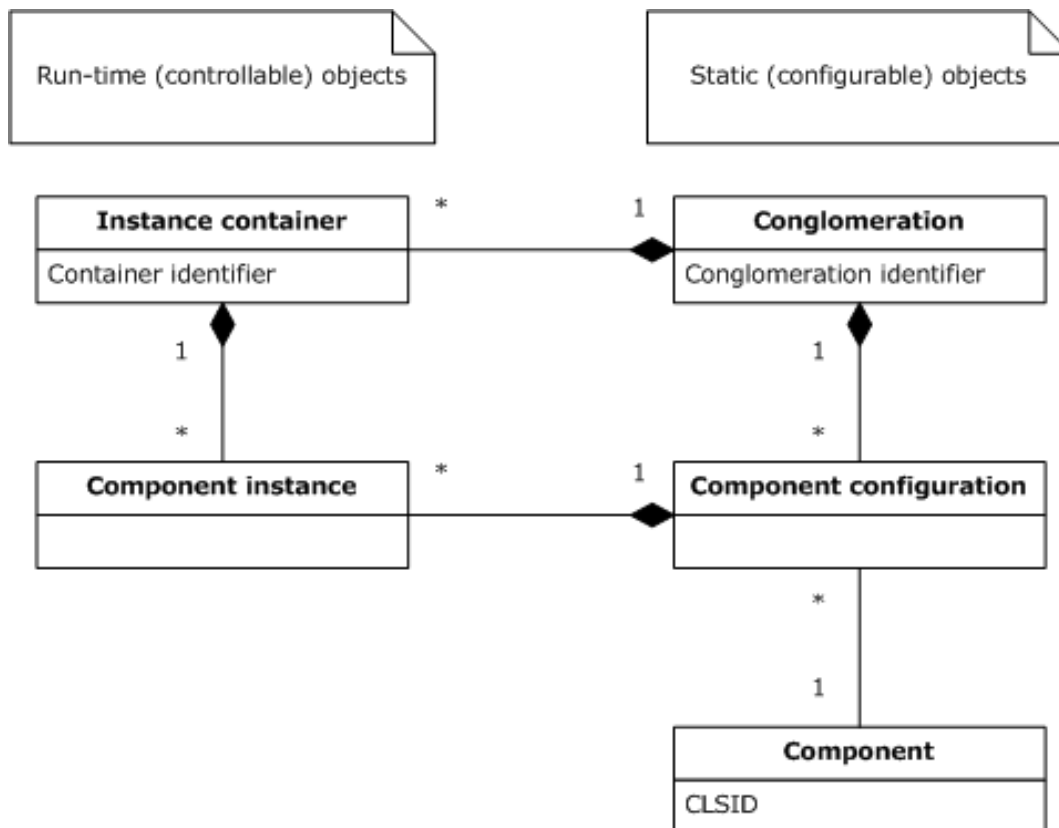 Run-time (controllable) objects
Static (configurable) objects
* 1
Instance container
Conglomeration
Container identifier
Conglomeration identifier
1
1
*
*
* 1
Component instance
Component configuration
*
1
Component
CLSID